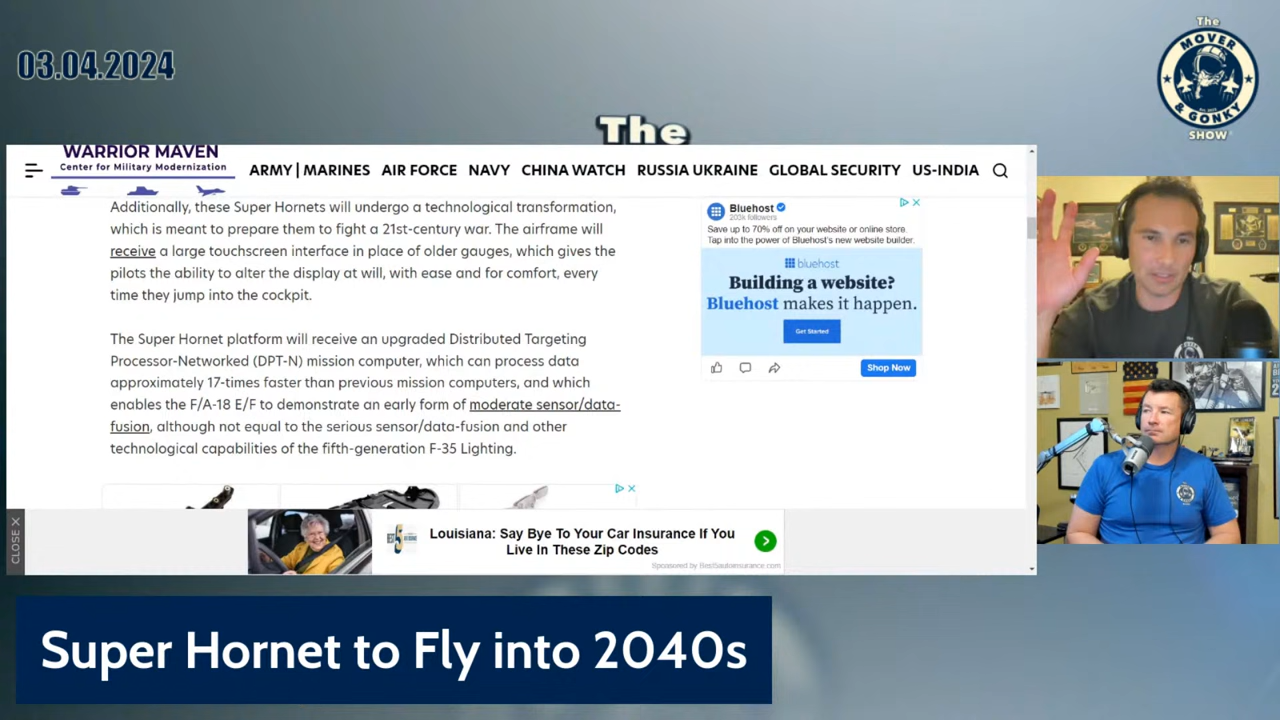 03.04.2024
The
MOVER
& GONKY
SHOW
The
WARRIOR MAVEN
Center for Military Modernization
ARMY | MARINES AIR FORCE NAVY CHINA WATCH RUSSIA UKRAINE GLOBAL SECURITY US-INDIA
Additionally, these Super Hornets will undergo a technological transformation,
which is meant to prepare them to fight a 21st-century war. The airframe will
receive a large touchscreen interface in place of older gauges, which gives the
pilots the ability to alter the display at will, with ease and for comfort, every
time they jump into the cockpit.
The Super Hornet platform will receive an upgraded Distributed Targeting
Processor-Networked (DPT-N) mission computer, which can process data
approximately 17-times faster than previous mission computers, and which
enables the F/A-18 E/F to demonstrate an early form of moderate sensor/data-
fusion, although not equal to the serious sensor/data-fusion and other
technological capabilities of the fifth-generation F-35 Lighting.
Bluehost
203k followers
Save up to 70% off on your website or online store.
Tap into the power of Bluehost's new website builder.
bluehost
Building a website?
Bluehost makes it happen.
Get Started
Shop Now
CLOSE X
Louisiana: Say Bye To Your Car Insurance If You
Live In These Zip Codes
Sponsored by BestSautoinsurance.com
Super Hornet to Fly into 2040s